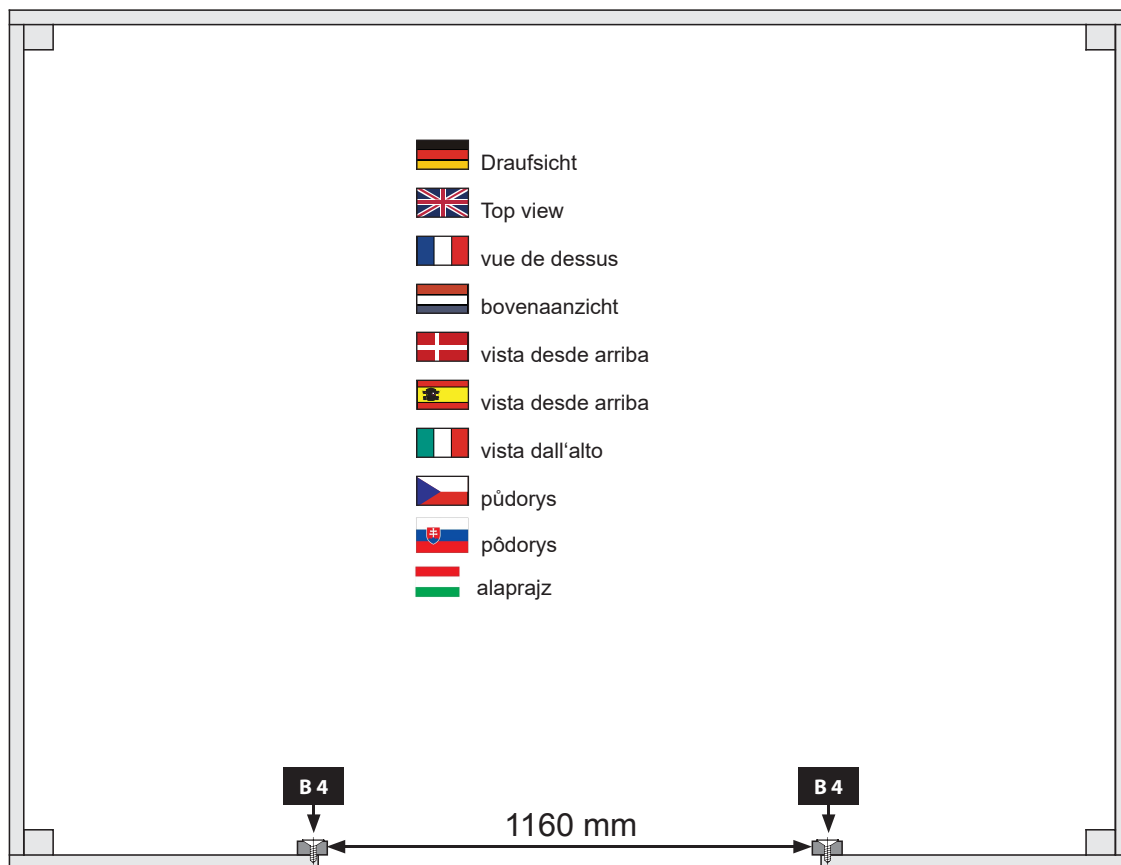 Draufsicht
Top view
vue de dessus
bovenaanzicht
vista desde arriba
vista desde arriba
vista dall‘alto
půdorys
pôdorys
alaprajz
B 4
B 4
1160 mm